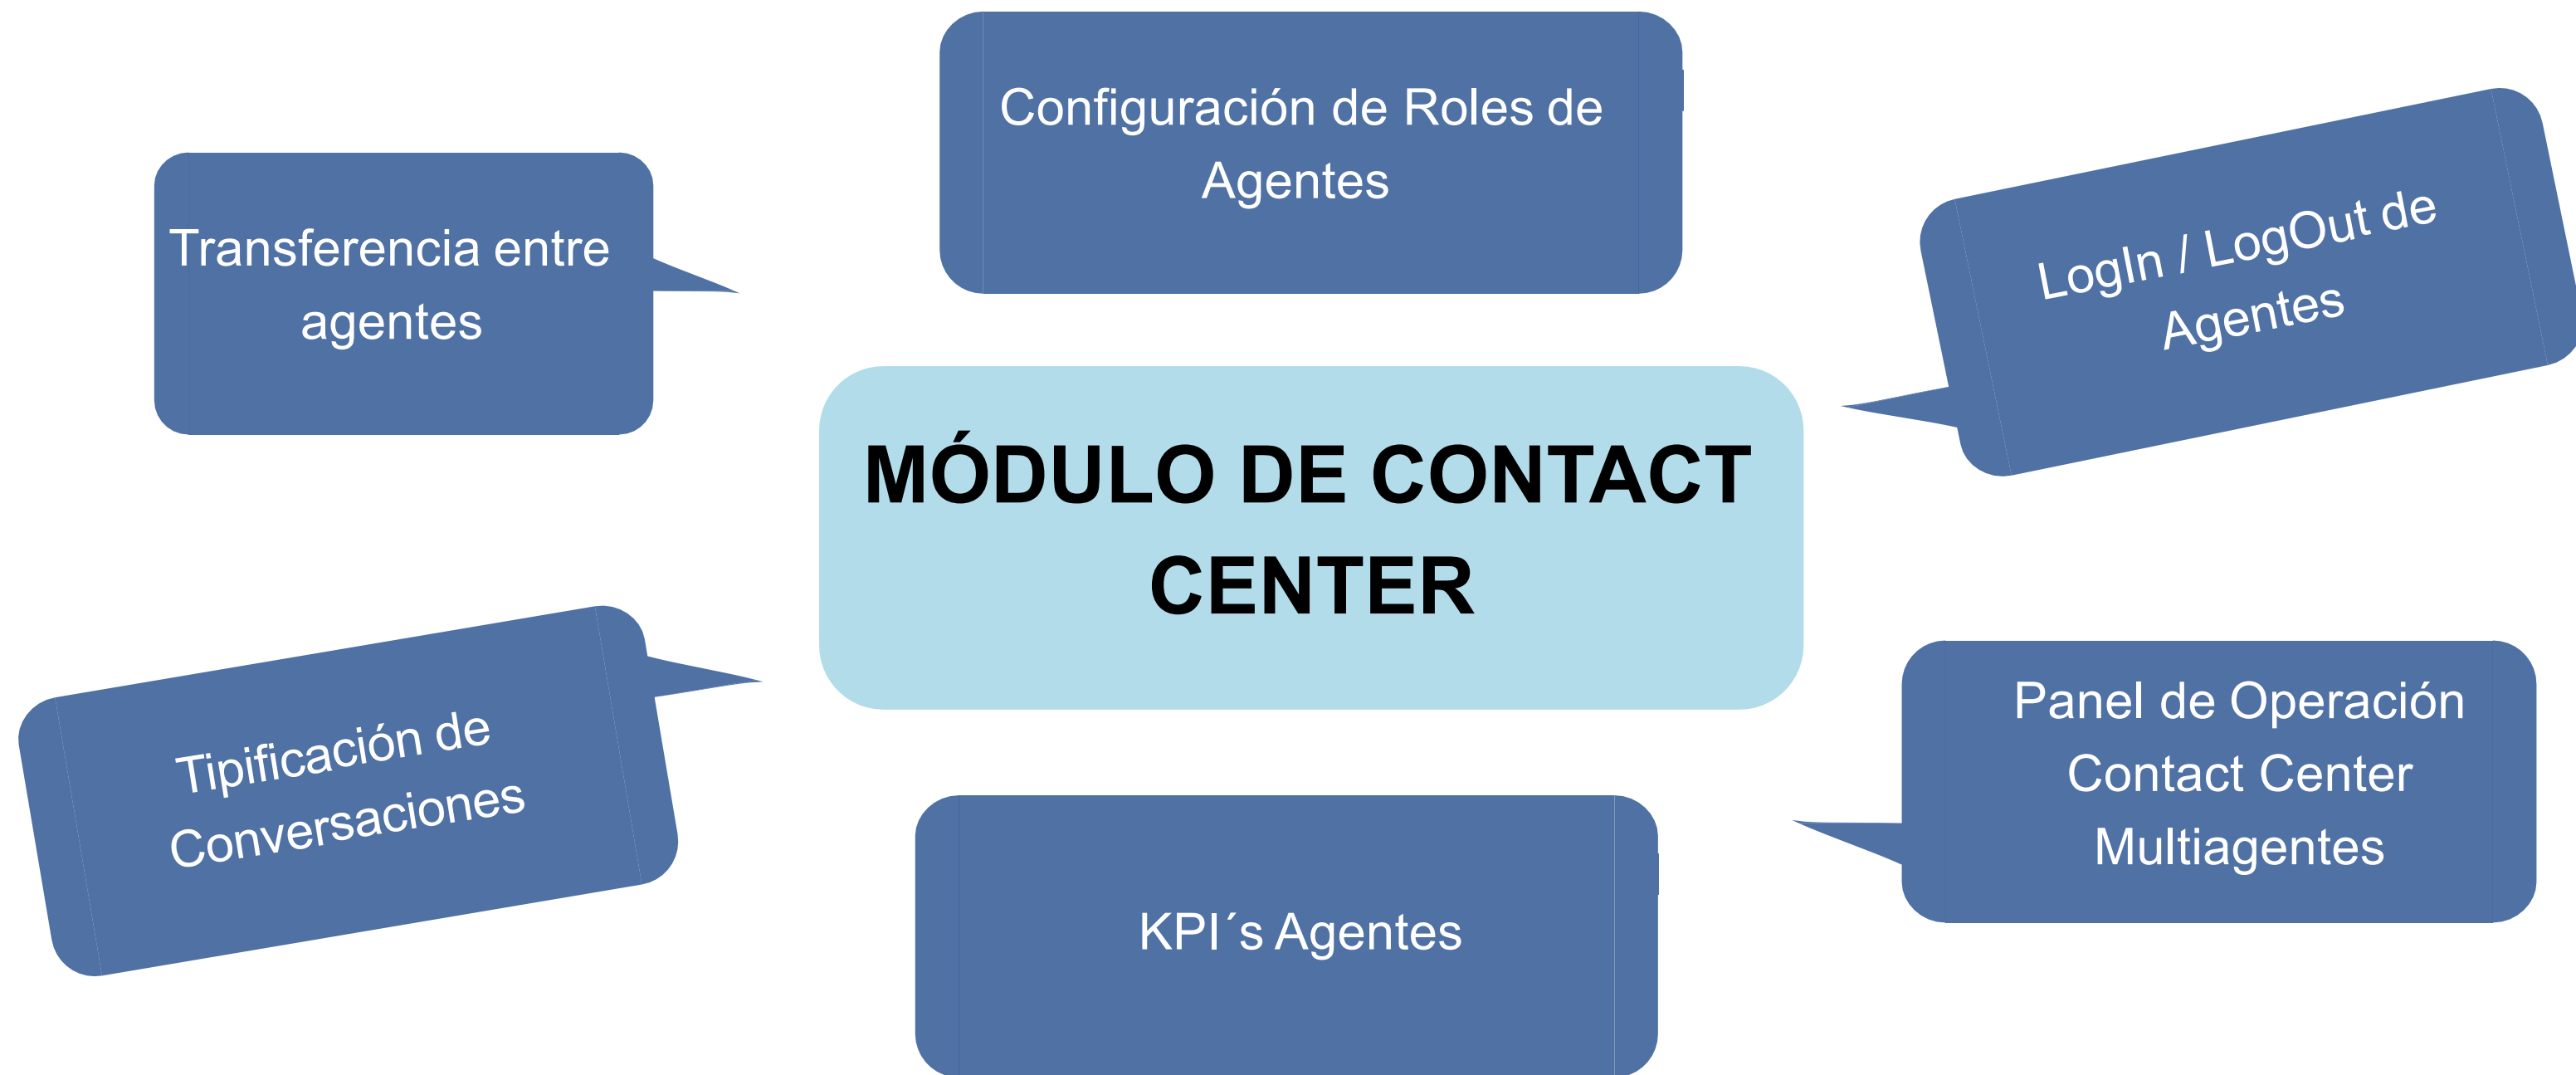 Configuración de Roles de
Agentes
Transferencia entre
agentes
LogIn / LogOut de
Agentes
MÓDULO DE CONTACT
CENTER
Tipificación de
Conversaciones
Panel de Operación
Contact Center
Multiagentes
KPI´s Agentes